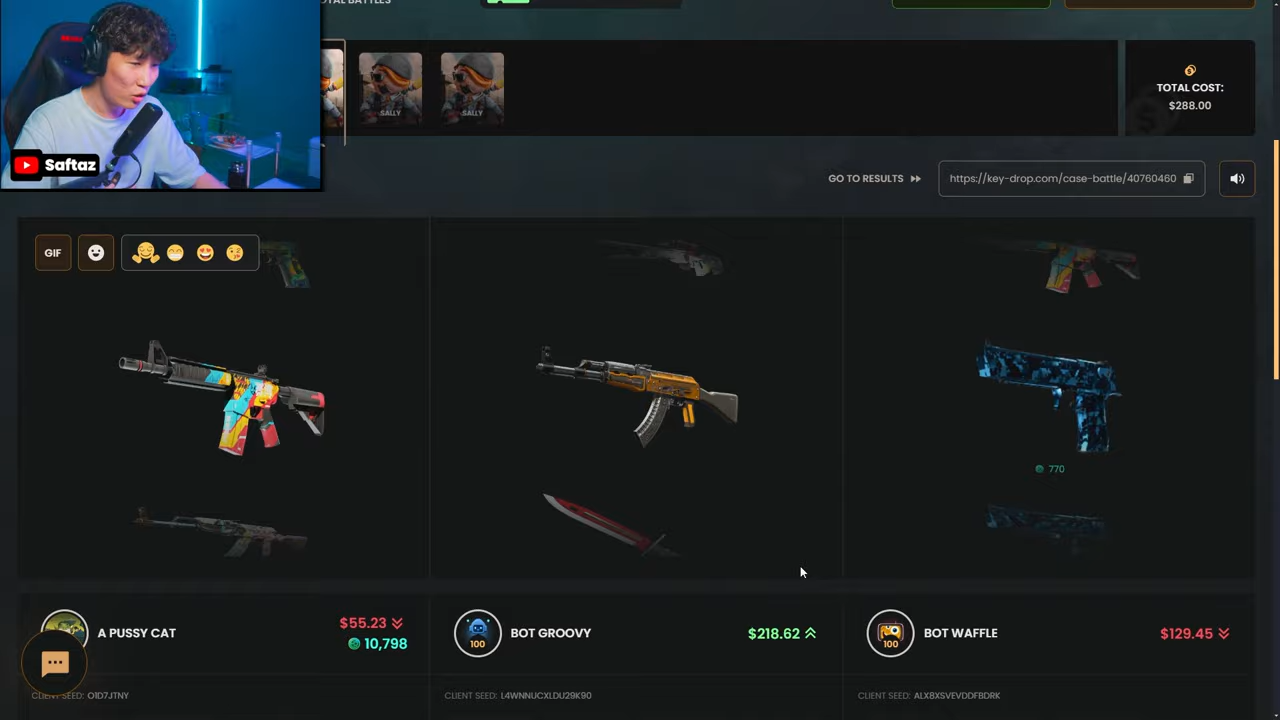 TOTAL BATTLES
SALLY
SALLY
TOTAL COST:
$288.00
Saftaz
GO TO RESULTS
https://key-drop.com/case-battle/40760460
GIF
770
A PUSSY CAT
$55.23
10,798
100
BOT GROOVY
$218.62
100
BOT WAFFLE
$129.45
CLIENT SEED: O1D7JTNY
CLIENT SEED: L4WNNUCXLDU29K90
CLIENT SEED: ALX8XSVEVDDFBDRK